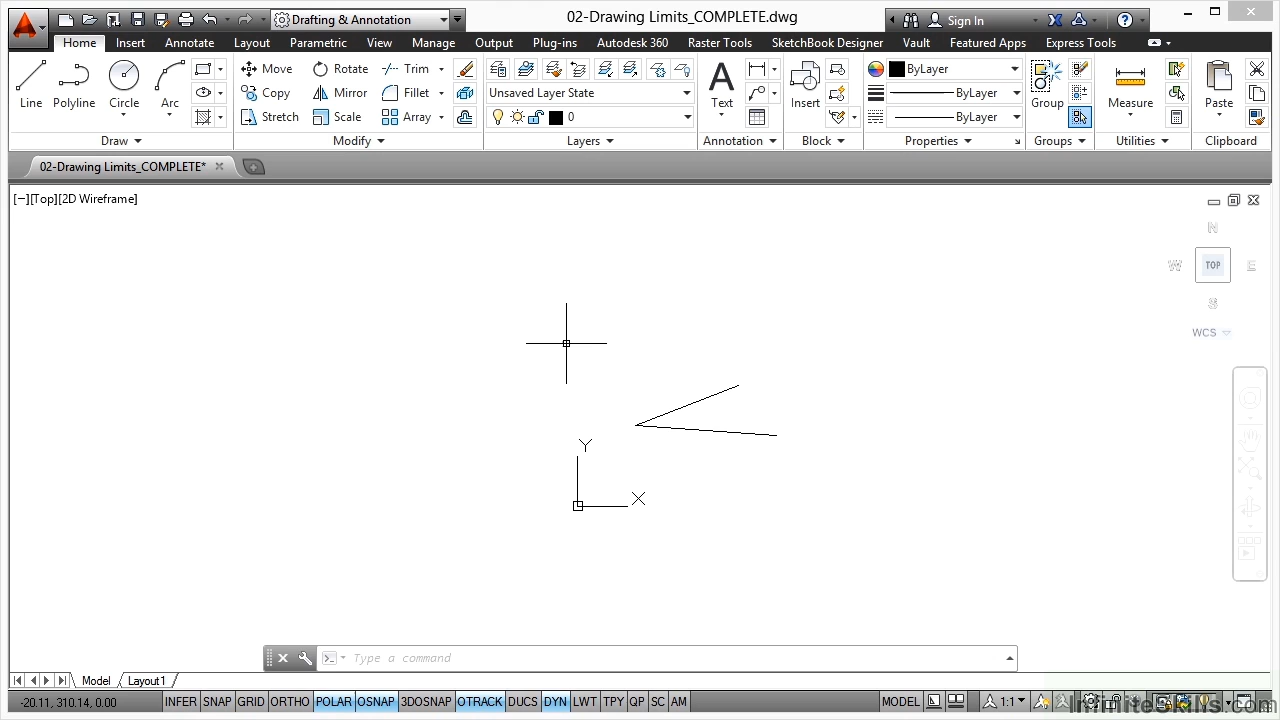 Drafting & Annotation
02-Drawing Limits_COMPLETE.dwg
Sign In
Home Insert Annotate Layout Parametric View Manage Output Plug-ins Autodesk 360 Raster Tools SketchBook Designer Vault Featured Apps Express Tools
Line Polyline Circle Arc
Move Rotate Trim
Copy Mirror Fillet
Stretch Scale Array
Unsaved Layer State
0
Text
Insert
ByLayer
ByLayer
ByLayer
Group
Measure
Paste
Draw Modify Layers Annotation Block Properties Groups Utilities Clipboard
02-Drawing Limits_COMPLETE*
[−][Top][2D Wireframe]
N
W TOP E
S
WCS
Y
X
Type a command
Model Layout1
-20.11, 310.14, 0.00 INFER SNAP GRID ORTHO POLAR OSNAP 3DOSNAP OTRACK DUCS DYN LWT TPY QP SC AM MODEL 1:1
InfiniteSkills.com